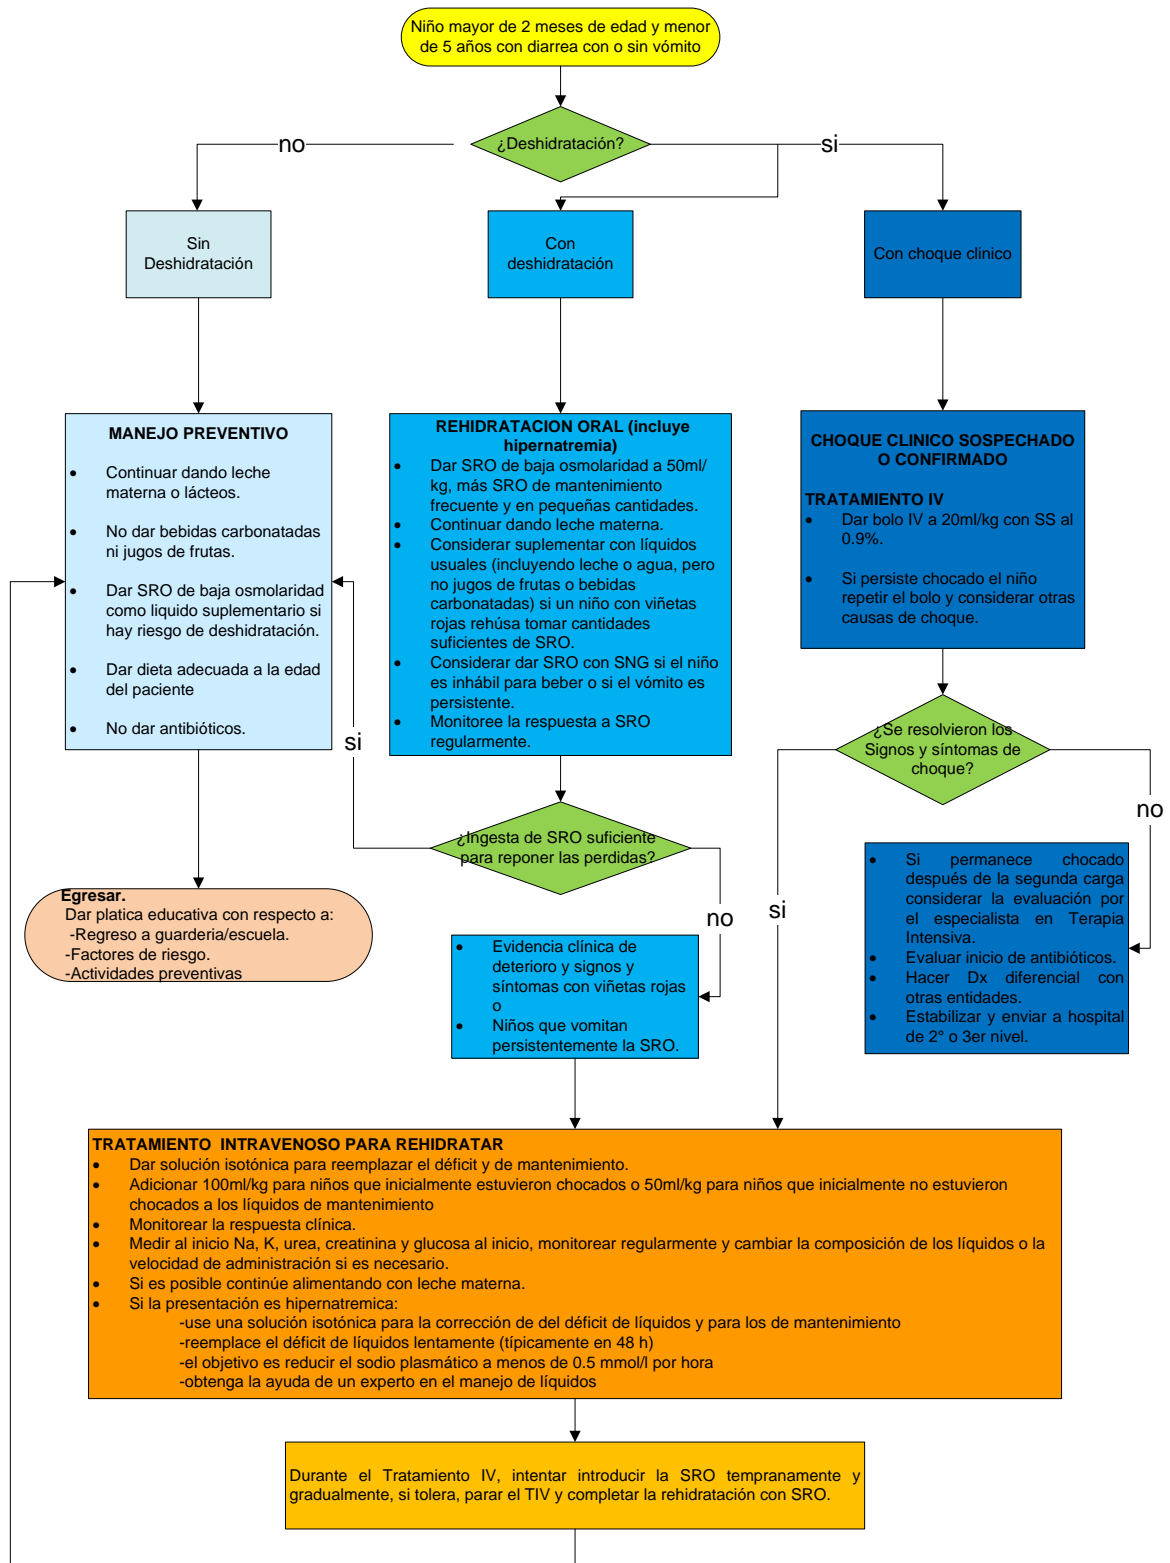 Niño mayor de 2 meses de edad y menor
de 5 años con diarrea con o sin vómito
¿Deshidratación?
no
si
Sin
Deshidratación
Con
deshidratación
Con choque clinico
MANEJO PREVENTIVO
• Continuar dando leche
materna o lácteos.
• No dar bebidas carbonatadas
ni jugos de frutas.
• Dar SRO de baja osmolaridad
como liquido suplementario si
hay riesgo de deshidratación.
• Dar dieta adecuada a la edad
del paciente
• No dar antibióticos.
REHIDRATACION ORAL (incluye
hipernatremia)
• Dar SRO de baja osmolaridad a 50ml/
kg, más SRO de mantenimiento
frecuente y en pequeñas cantidades.
• Continuar dando leche materna.
• Considerar suplementar con líquidos
usuales (incluyendo leche o agua, pero
no jugos de frutas o bebidas
carbonatadas) si un niño con viñetas
rojas rehúsa tomar cantidades
suficientes de SRO.
• Considerar dar SRO con SNG si el niño
es inhábil para beber o si el vómito es
persistente.
• Monitoree la respuesta a SRO
regularmente.
CHOQUE CLINICO SOSPECHADO
O CONFIRMADO
TRATAMIENTO IV
• Dar bolo IV a 20ml/kg con SS al
0.9%.
• Si persiste chocado el niño
repetir el bolo y considerar otras
causas de choque.
¿Se resolvieron los
Signos y síntomas de
choque?
si
no
¿Ingesta de SRO suficiente
para reponer las perdidas?
no
si
Egresar.
Dar platica educativa con respecto a:
-Regreso a guarderia/escuela.
-Factores de riesgo.
-Actividades preventivas
• Evidencia clínica de
deterioro y signos y
síntomas con viñetas rojas
o
• Niños que vomitan
persistentemente la SRO.
• Si permanece chocado
después de la segunda carga
considerar la evaluación por
el especialista en Terapia
Intensiva.
• Evaluar inicio de antibióticos.
• Hacer Dx diferencial con
otras entidades.
• Estabilizar y enviar a hospital
de 2° o 3er nivel.
TRATAMIENTO INTRAVENOSO PARA REHIDRATAR
• Dar solución isotónica para reemplazar el déficit y de mantenimiento.
• Adicionar 100ml/kg para niños que inicialmente estuvieron chocados o 50ml/kg para niños que inicialmente no estuvieron
chocados a los líquidos de mantenimiento
• Monitorear la respuesta clínica.
• Medir al inicio Na, K, urea, creatinina y glucosa al inicio, monitorear regularmente y cambiar la composición de los líquidos o la
velocidad de administración si es necesario.
• Si es posible continúe alimentando con leche materna.
• Si la presentación es hipernatremica:
-use una solución isotónica para la corrección de del déficit de líquidos y para los de mantenimiento
-reemplace el déficit de líquidos lentamente (típicamente en 48 h)
-el objetivo es reducir el sodio plasmático a menos de 0.5 mmol/l por hora
-obtenga la ayuda de un experto en el manejo de líquidos
Durante el Tratamiento IV, intentar introducir la SRO tempranamente y
gradualmente, si tolera, parar el TIV y completar la rehidratación con SRO.